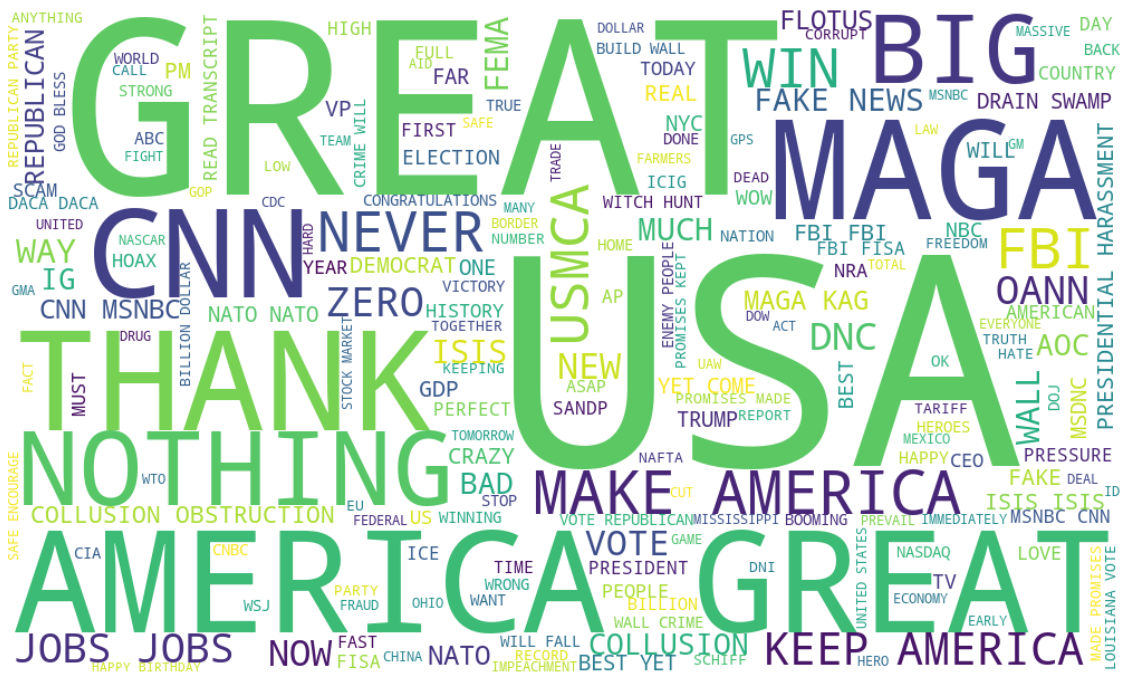 GREAT
USA
AMERICA GREAT
MAGA
BIG
CNN
THANK
NOTHING
MAKE AMERICA
KEEP AMERICA
JOBS JOBS
NEVER
ZERO
USMCA
FBI
OANN
WIN
FAKE NEWS
FLOTUS
CORRUPT
MASSIVE
DAY
BACK
COUNTRY
MSNBC
DRAIN SWAMP
ANYTHING
REPUBLICAN PARTY
REPUBLICAN
GOD BLESS
WORLD
CALL
PM
STRONG
ABC
FIGHT
READ TRANSCRIPT
HIGH
VP
LOW
TEAM
CRIME WILL
FULL
AID
FAR
FEMA
TRUE
FIRST
SAFE
ELECTION
DOLLAR
BUILD WALL
TODAY
REAL
NYC
DONE
GPS
FARMERS
ICIG
DEAD
WOW
TRADE
WITCH HUNT
LAW
WILL
GM
PRESIDENTIAL HARASSMENT
SCAM
DACA DACA
GOP
CDC
CONGRATULATIONS
MANY
BORDER
NUMBER
MUCH
NATION
FBI FBI
FBI FISA
NBC
FREEDOM
UNITED
WAY
NASCAR
HOAX
IG
GMA
HARD
YEAR
DEMOCRAT
ONE
VICTORY
HOME
AP
ENEMY PEOPLE
PROMISES KEPT
NRA
TOTAL
MAGA KAG
DOW
ACT
DNC
AMERICAN
EVERYONE
TRUTH
HATE
AOC
CNN MSNBC
BILLION DOLLAR
NATO NATO
HISTORY
TOGETHER
ISIS
KEEPING
NEW
ASAP
SANDP
UAW
YET COME
PROMISES MADE
TRUMP
REPORT
BEST
OK
TARIFF
HEROES
MEXICO
HAPPY
CEO
WALL
DOJ
MSDNC
PRESSURE
DRUG
FACT
MUST
STOCK MARKET
GDP
PERFECT
TOMORROW
CRAZY
WTO
BAD
STOP
NAFTA
CUT
FAKE
DEAL
ID
ISIS ISIS
SAFE ENCOURAGE
COLLUSION OBSTRUCTION
EU
FEDERAL
US
WINNING
VOTE REPUBLICAN
MISSISSIPPI
BOOMING
PREVAIL
IMMEDIATELY
MSNBC CNN
CIA
CNBC
ICE
TIME
VOTE
GAME
PRESIDENT
DNI
NASDAQ
LOVE
TV
WSJ
PARTY
FRAUD
OHIO
WRONG
WANT
PEOPLE
BILLION
WALL CRIME
UNITED STATES
ECONOMY
EARLY
MADE PROMISES
LOUISIANA VOTE
HAPPY BIRTHDAY
NOW
FAST
FISA
CHINA
NATO
WILL FALL
RECORD
IMPEACHMENT
COLLUSION
BEST YET
SCHIFF
HERO